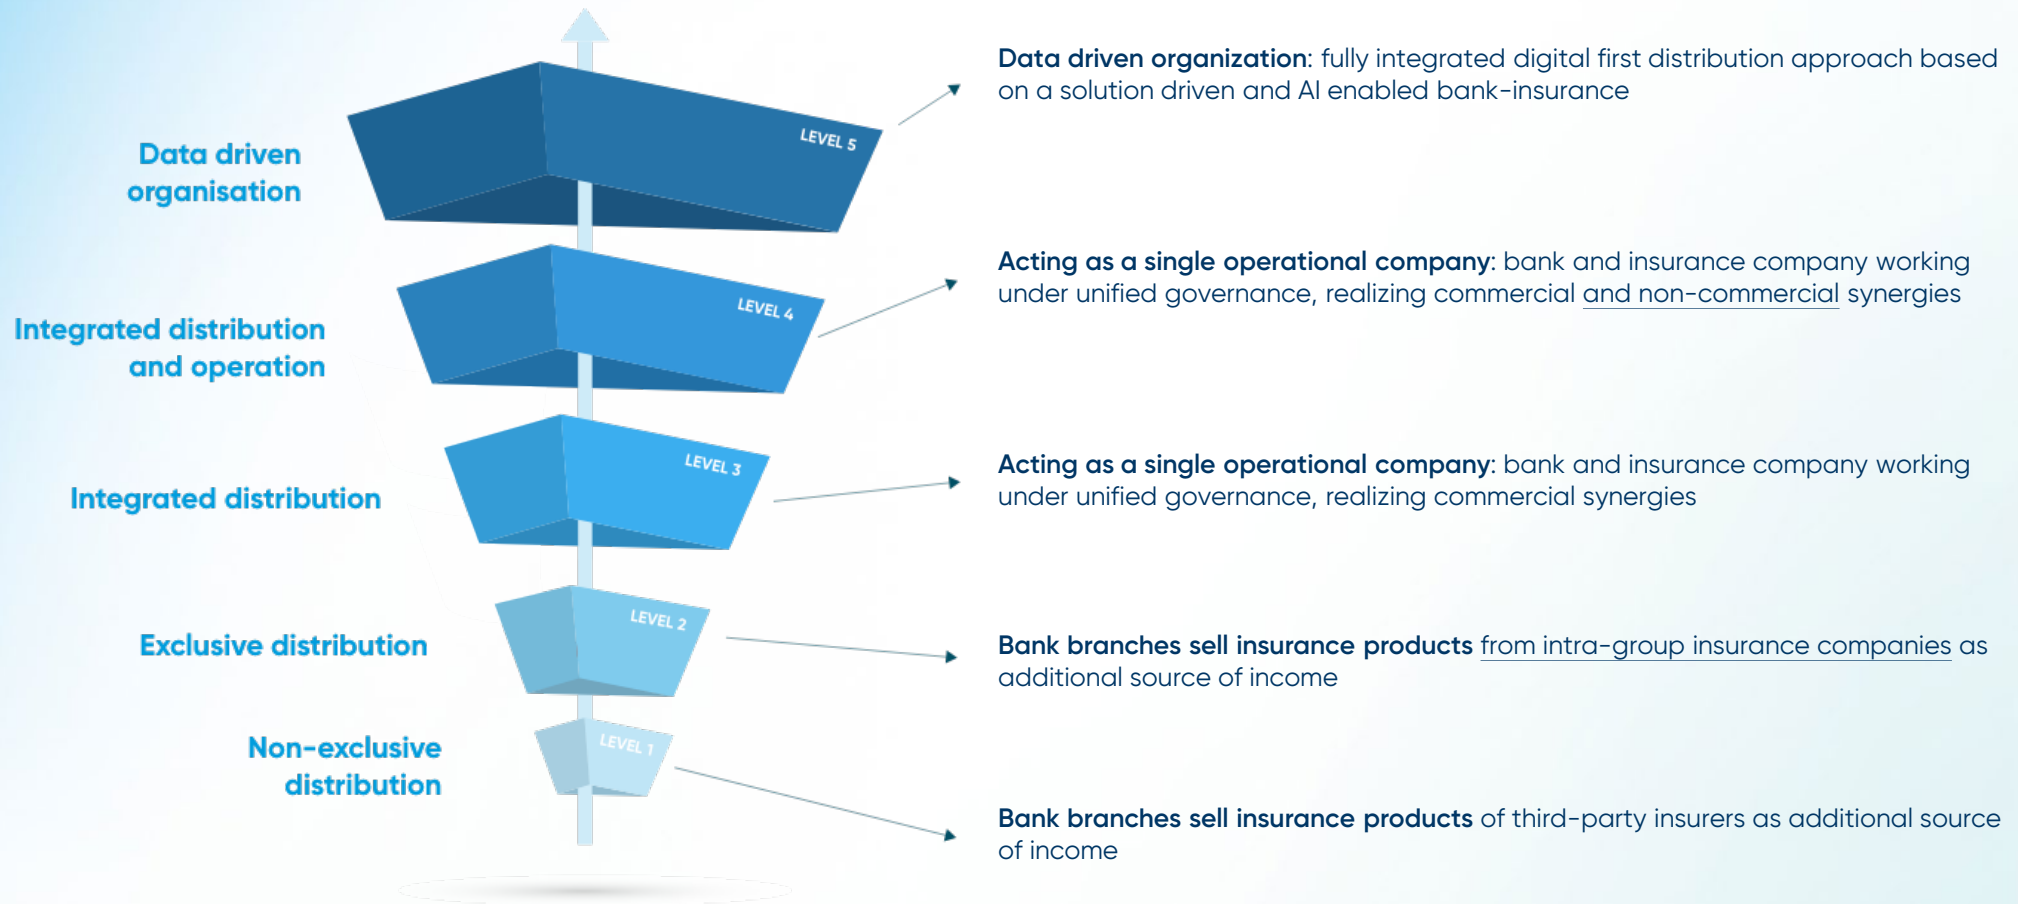 Data driven
organisation
LEVEL 5
Data driven organization: fully integrated digital first distribution approach based
on a solution driven and AI enabled bank-insurance
Integrated distribution
and operation
LEVEL 4
Acting as a single operational company: bank and insurance company working
under unified governance, realizing commercial and non-commercial synergies
Integrated distribution
LEVEL 3
Acting as a single operational company: bank and insurance company working
under unified governance, realizing commercial synergies
Exclusive distribution
LEVEL 2
Bank branches sell insurance products from intra-group insurance companies as
additional source of income
Non-exclusive
distribution
LEVEL 1
Bank branches sell insurance products of third-party insurers as additional source
of income